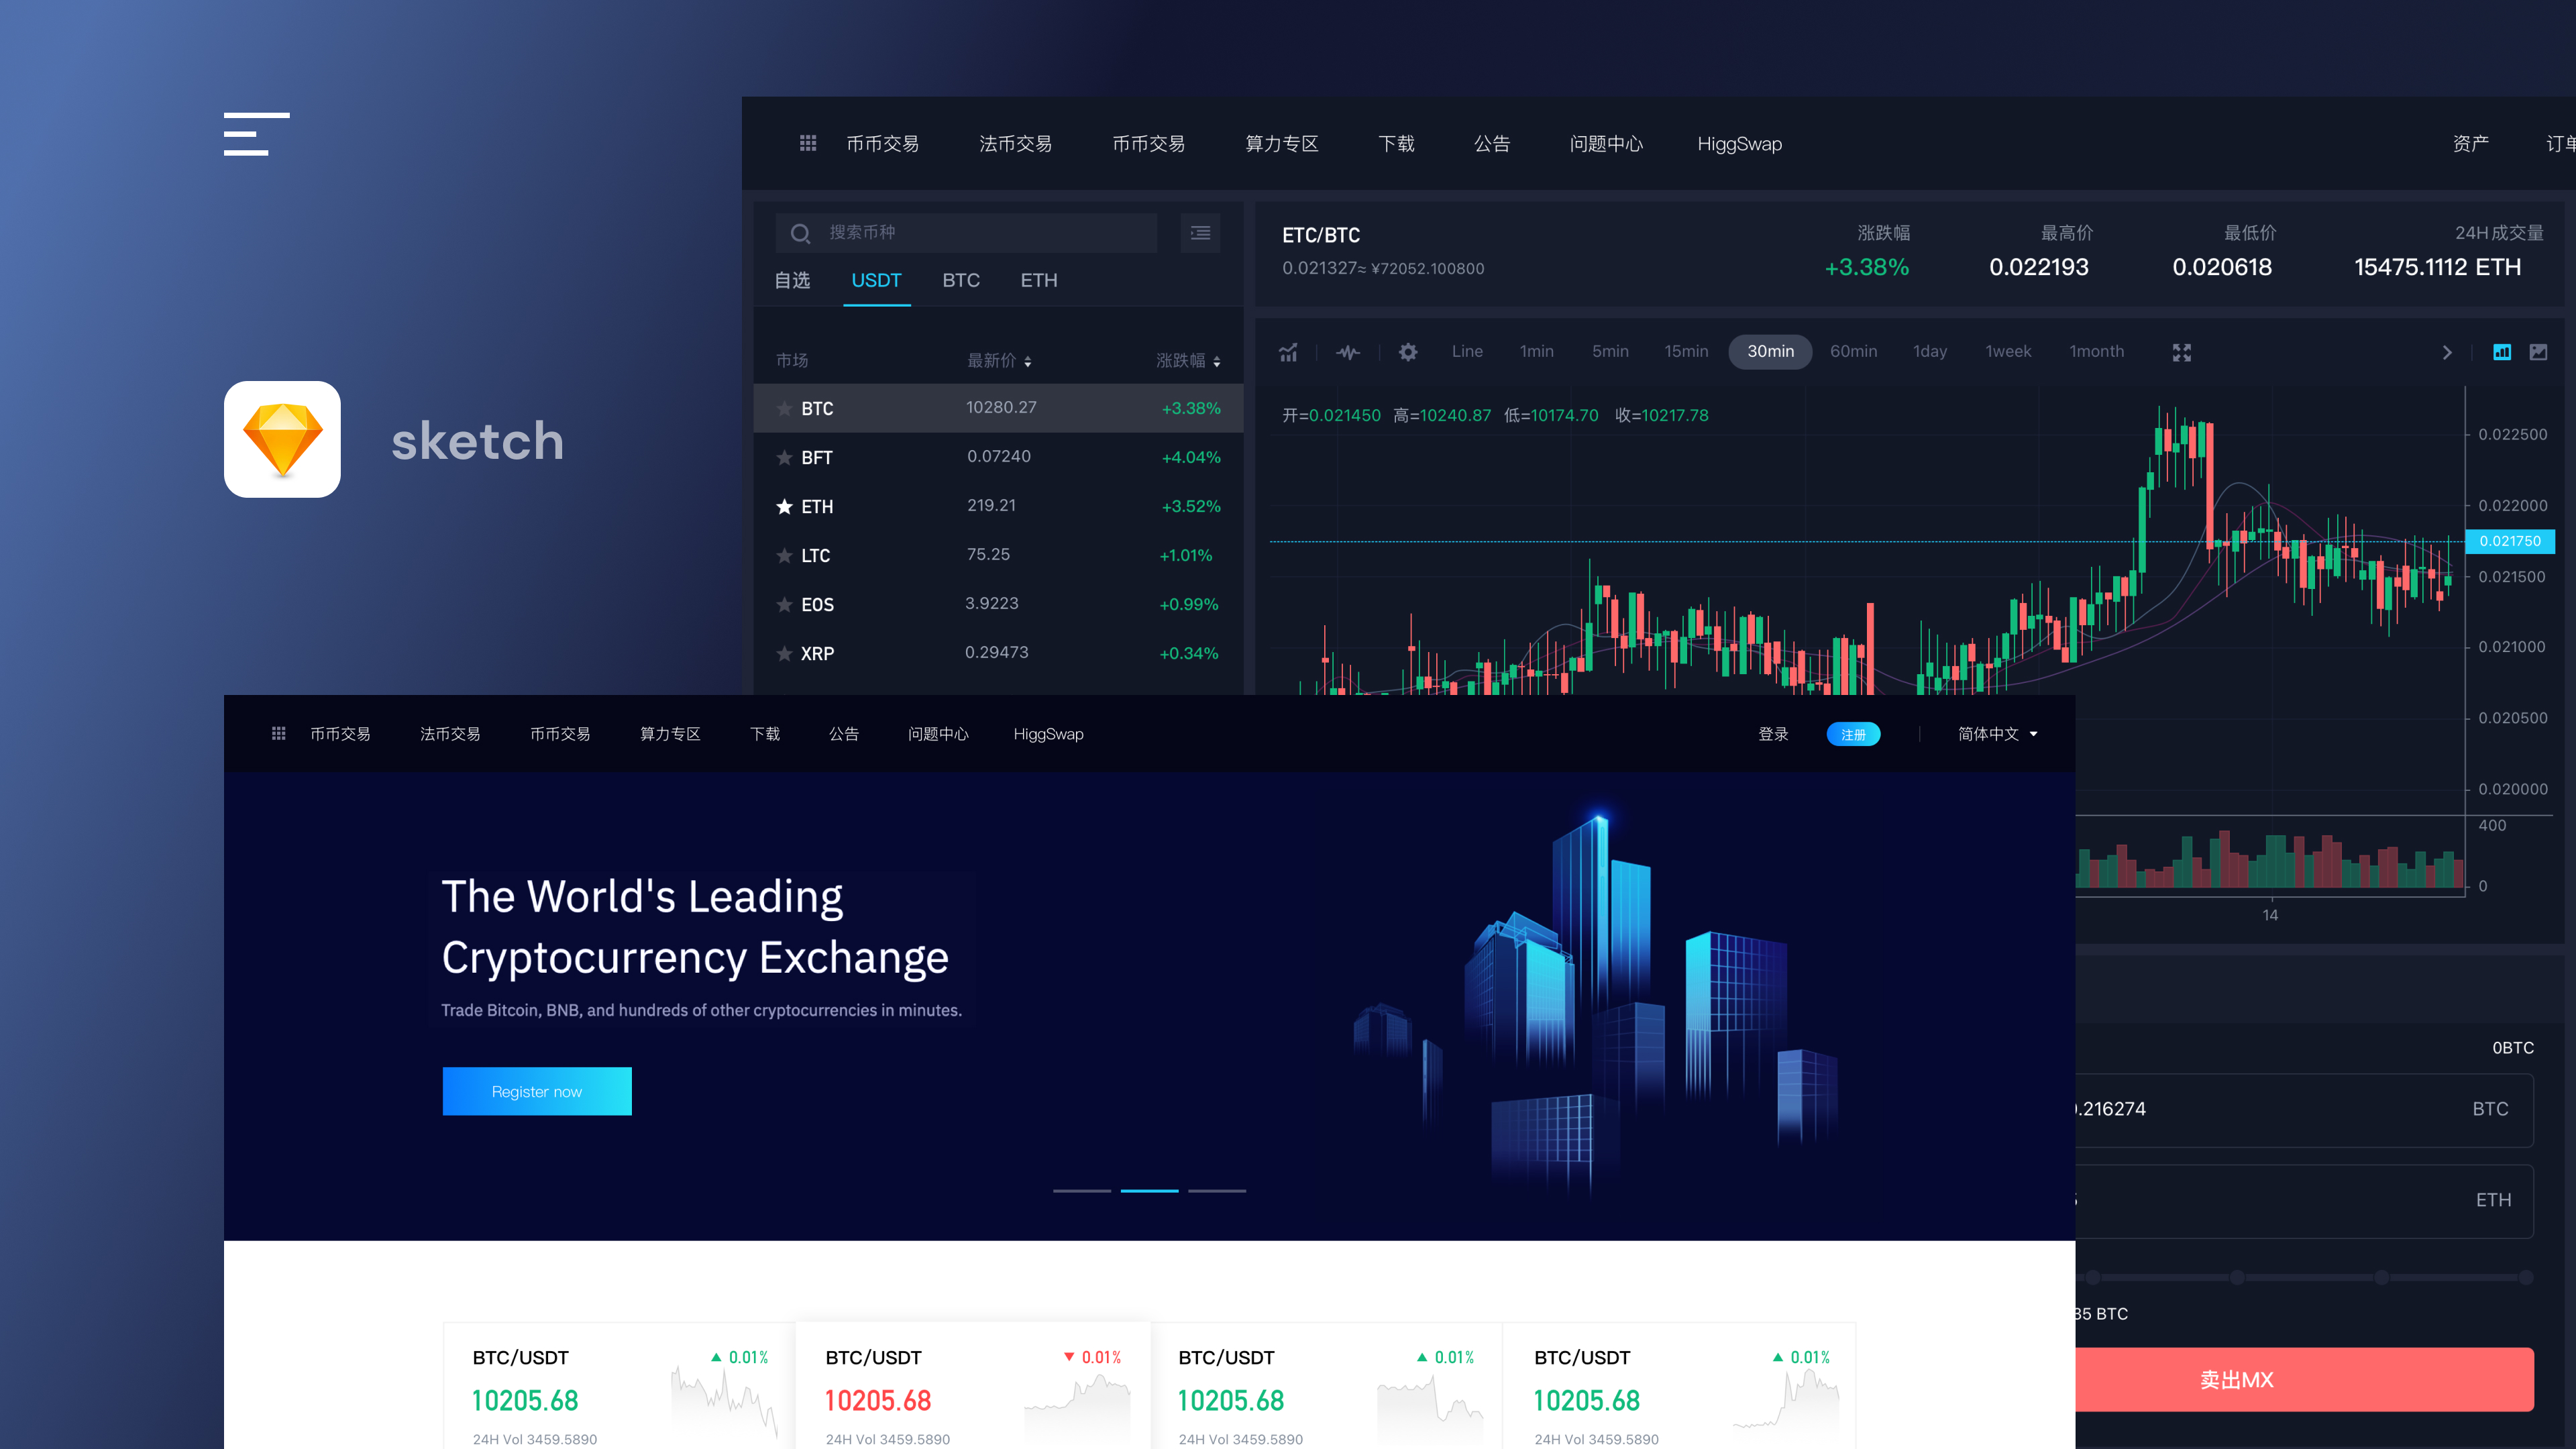 币币交易 法币交易 币币交易 算力专区 下载 公告 问题中心 HiggSwap 资产 订单
搜索币种
自选 USDT BTC ETH
市场 最新价 涨跌幅
BTC 10280.27 +3.38%
BFT 0.07240 +4.04%
ETH 219.21 +3.52%
LTC 75.25 +1.01%
EOS 3.9223 +0.99%
XRP 0.29473 +0.34%
ETC/BTC
0.021327≈ ¥72052.100800
涨跌幅 最高价 最低价 24H成交量
+3.38% 0.022193 0.020618 15475.1112 ETH
Line 1min 5min 15min 30min 60min 1day 1week 1month
开=0.021450 高=10240.87 低=10174.70 收=10217.78
0.022500
0.022000
0.021750
0.021500
0.021000
0.020500
0.020000
400
0
14
0BTC
.216274 BTC
ETH
35 BTC
卖出MX
sketch
币币交易 法币交易 币币交易 算力专区 下载 公告 问题中心 HiggSwap 登录 注册 简体中文
The World's Leading
Cryptocurrency Exchange
Trade Bitcoin, BNB, and hundreds of other cryptocurrencies in minutes.
Register now
BTC/USDT 0.01% BTC/USDT 0.01% BTC/USDT 0.01% BTC/USDT 0.01%
10205.68 10205.68 10205.68 10205.68
24H Vol 3459.5890 24H Vol 3459.5890 24H Vol 3459.5890 24H Vol 3459.5890